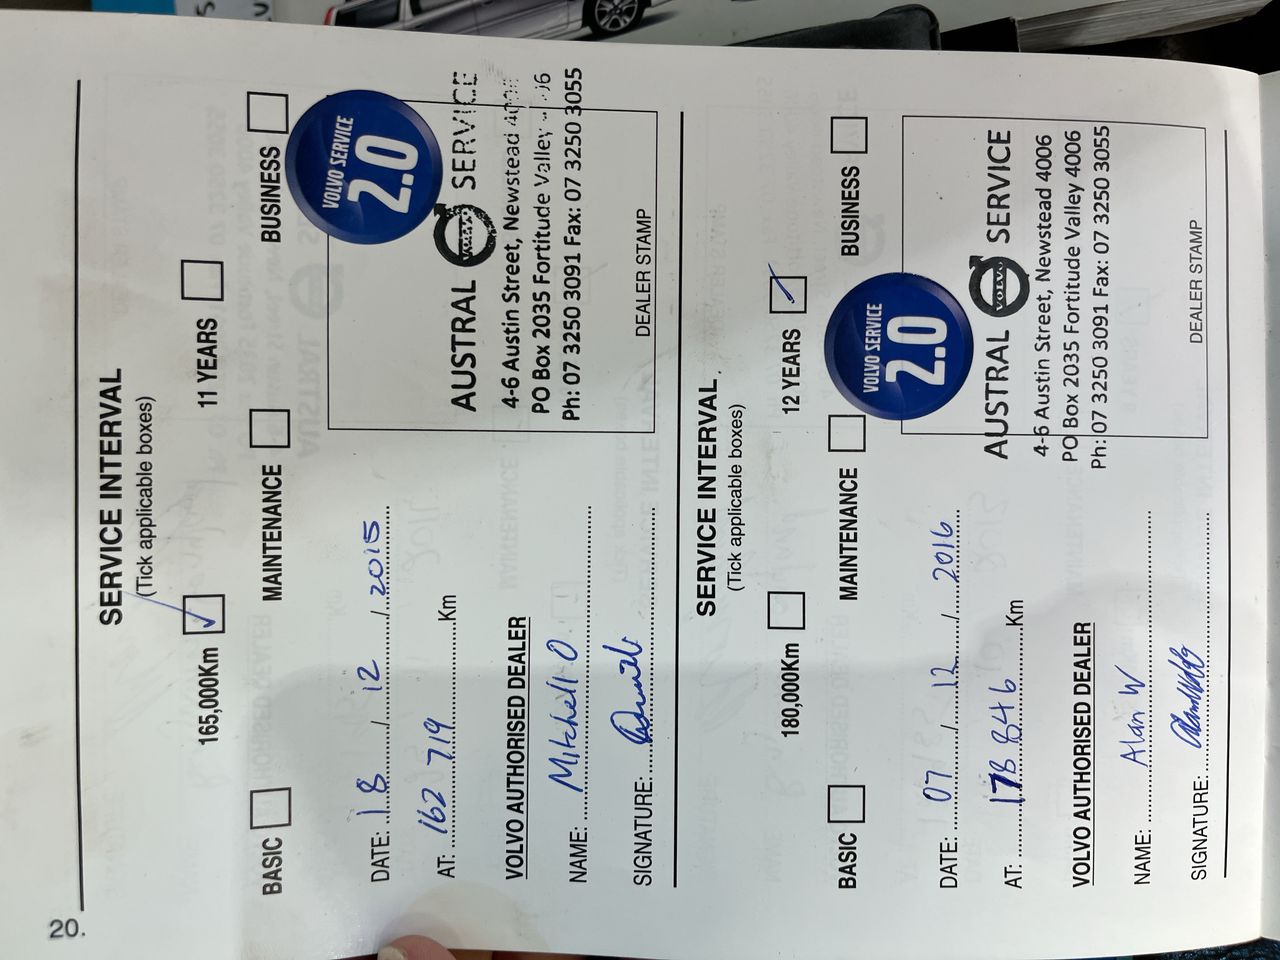 20.
SERVICE INTERVAL
(Tick applicable boxes)
165,000Km 11 YEARS
BASIC MAINTENANCE BUSINESS
DATE: 18 / 12 / 2015
AT: 162 719 Km
VOLVO AUTHORISED DEALER
NAME: Mitchell O
SIGNATURE:
VOLVO SERVICE
2.0
AUSTRAL VOLVO SERVICE
4-6 Austin Street, Newstead
PO Box 2035 Fortitude Valley
Ph: 07 3250 3091 Fax: 07 3250 3055
DEALER STAMP
SERVICE INTERVAL
(Tick applicable boxes)
180,000Km 12 YEARS
BASIC MAINTENANCE BUSINESS
DATE: 07 / 12 / 2016
AT: 178 846 Km
VOLVO AUTHORISED DEALER
NAME: Alan W
SIGNATURE:
VOLVO SERVICE
2.0
AUSTRAL VOLVO SERVICE
4-6 Austin Street, Newstead 4006
PO Box 2035 Fortitude Valley 4006
Ph: 07 3250 3091 Fax: 07 3250 3055
DEALER STAMP